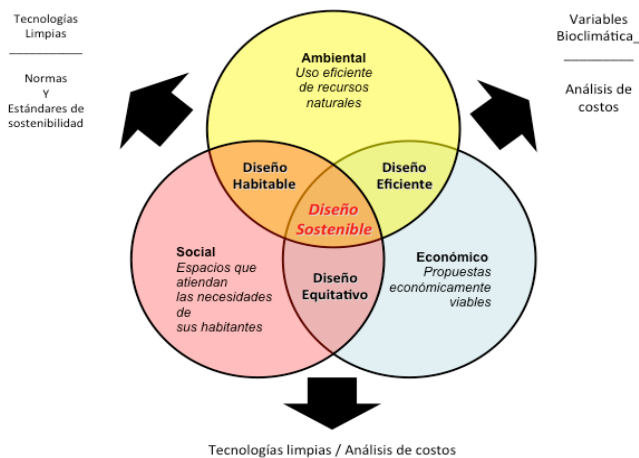 Tecnologías
Limpias
____________
Normas
Y
Estándares de
sostenibilidad
Variables
Bioclimática_
__________
Análisis de
costos
Ambiental
Uso eficiente
de recursos
naturales
Diseño
Habitable
Diseño
Eficiente
Diseño
Sostenible
Social
Espacios que
atiendan
las necesidades
de
sus habitantes
Diseño
Equitativo
Económico
Propuestas
económicamente
viables
Tecnologías limpias / Análisis de costos